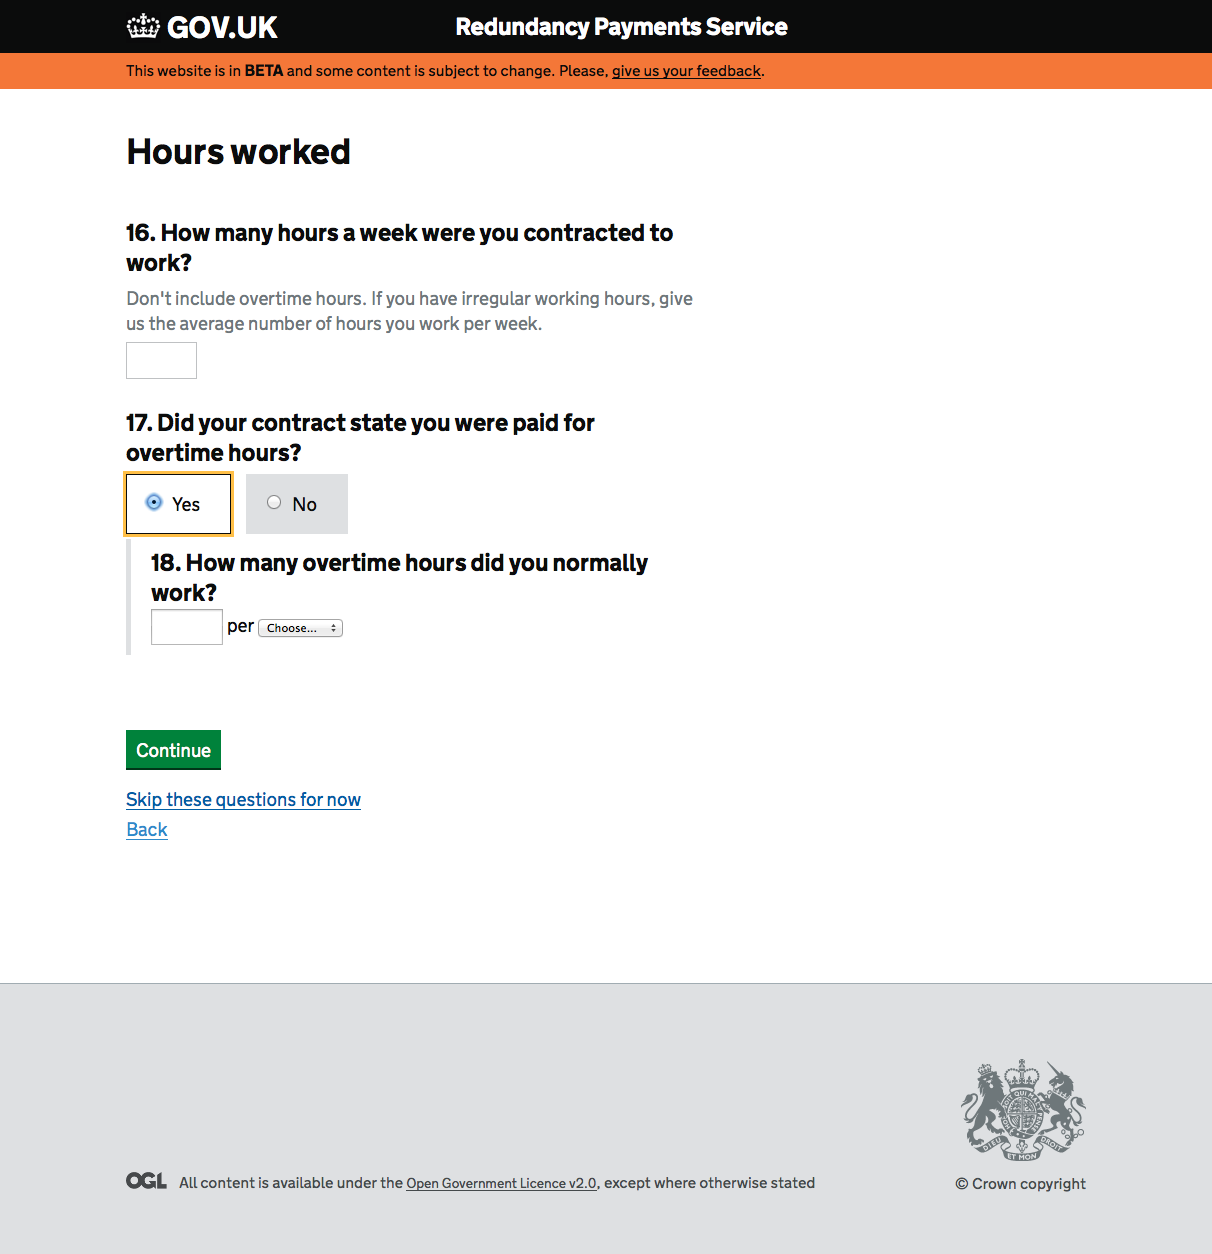 GOV.UK
Redundancy Payments Service
This website is in BETA and some content is subject to change. Please, give us your feedback.
Hours worked
16. How many hours a week were you contracted to
work?
Don't include overtime hours. If you have irregular working hours, give
us the average number of hours you work per week.
17. Did your contract state you were paid for
overtime hours?
Yes
No
18. How many overtime hours did you normally
work?
per Choose...
Continue
Skip these questions for now
Back
DIEU ET MON DROIT
OGL All content is available under the Open Government Licence v2.0, except where otherwise stated
© Crown copyright